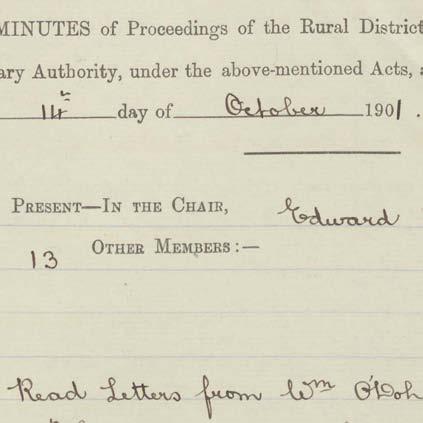 MINUTES of Proceedings of the Rural District
ary Authority, under the above-mentioned Acts, a
14th day of October 1901.
PRESENT—IN THE CHAIR, Edward
13 OTHER MEMBERS:—
Read Letters from Wm O'Doh